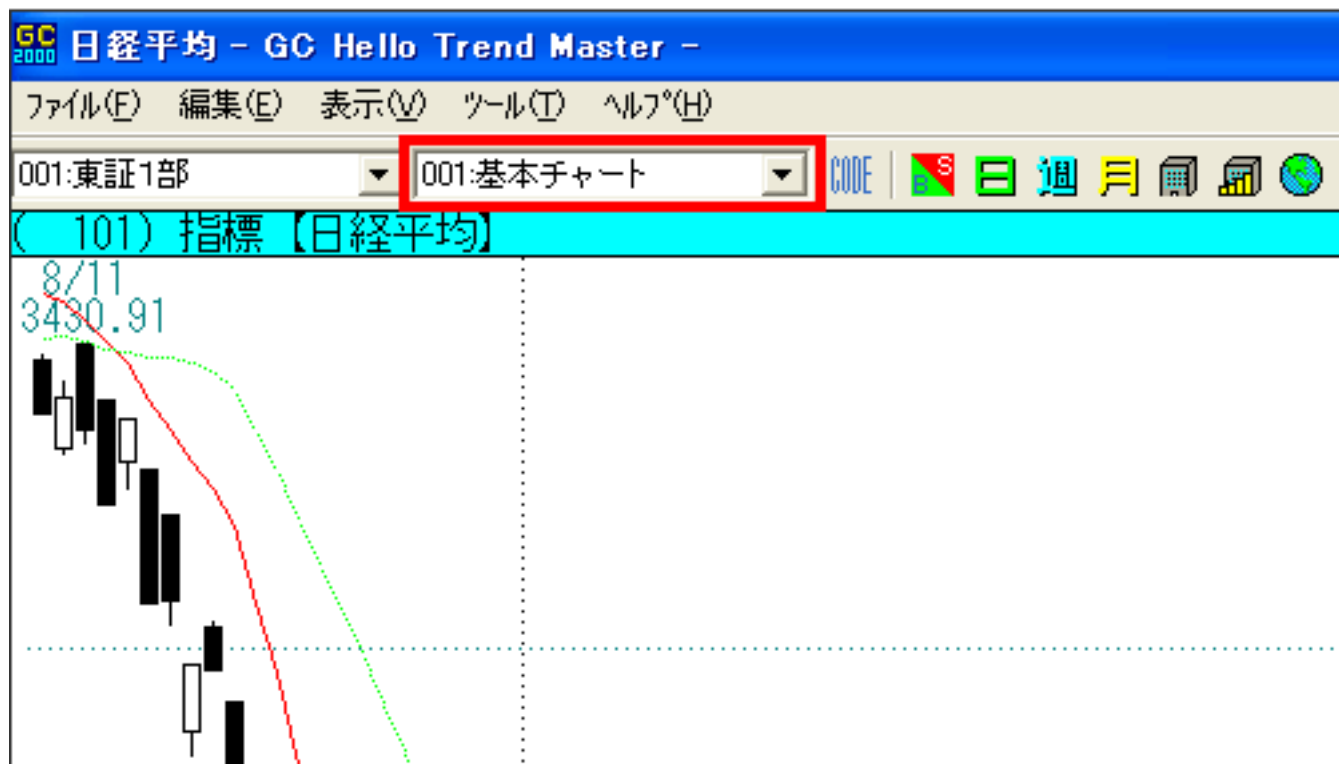 GC 2000 日経平均 - GC Hello Trend Master -
ファイル(F) 編集(E) 表示(V) ツール(T) ヘルプ(H)
001:東証1部 001:基本チャート CODE B S 日 週 月
( 101) 指標【日経平均】
8/11
3430.91